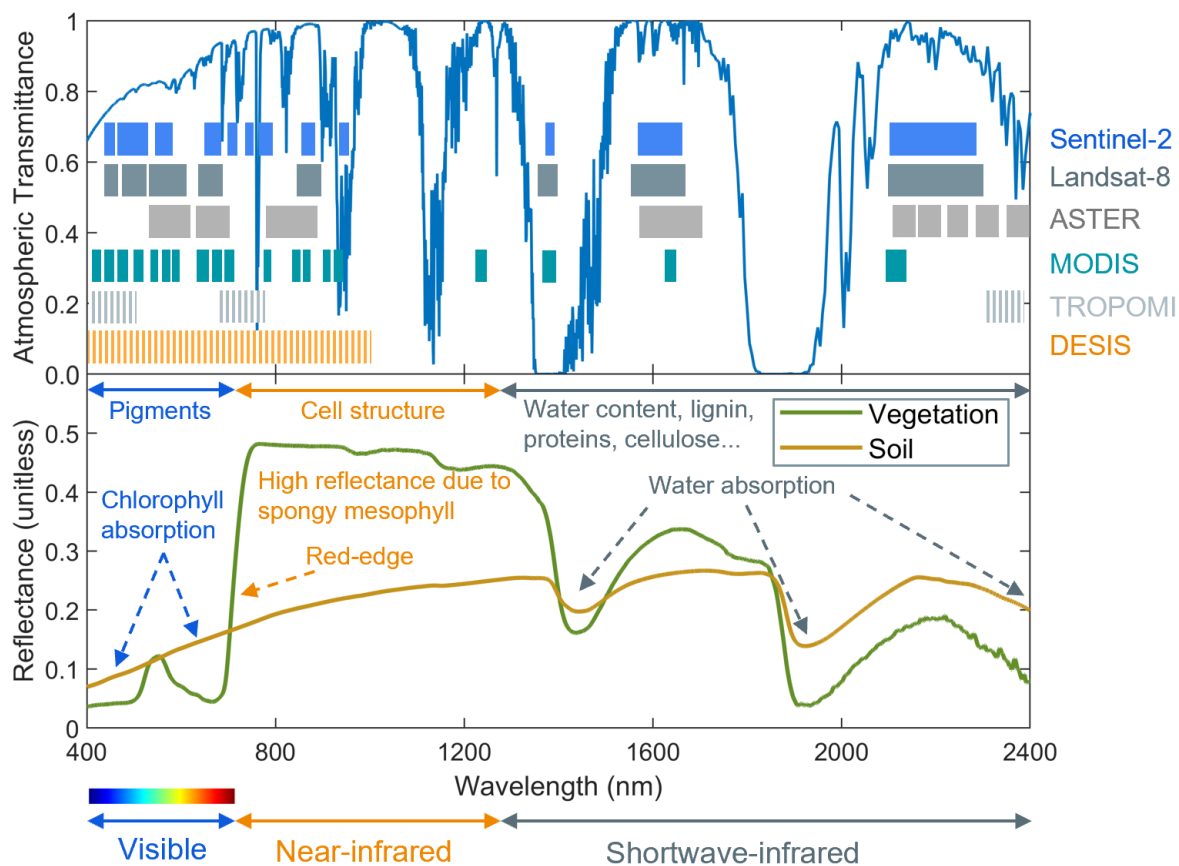 Atmospheric Transmittance
1
0.8
0.6
0.4
0.2
0.0
Sentinel-2
Landsat-8
ASTER
MODIS
TROPOMI
DESIS
Pigments
Cell structure
Water content, lignin,
proteins, cellulose...
Vegetation
Soil
Reflectance (unitless)
0.5
0.4
0.3
0.2
0.1
0
Chlorophyll
absorption
High reflectance due to
spongy mesophyll
Red-edge
Water absorption
400
800
1200
1600
2000
2400
Wavelength (nm)
Visible
Near-infrared
Shortwave-infrared